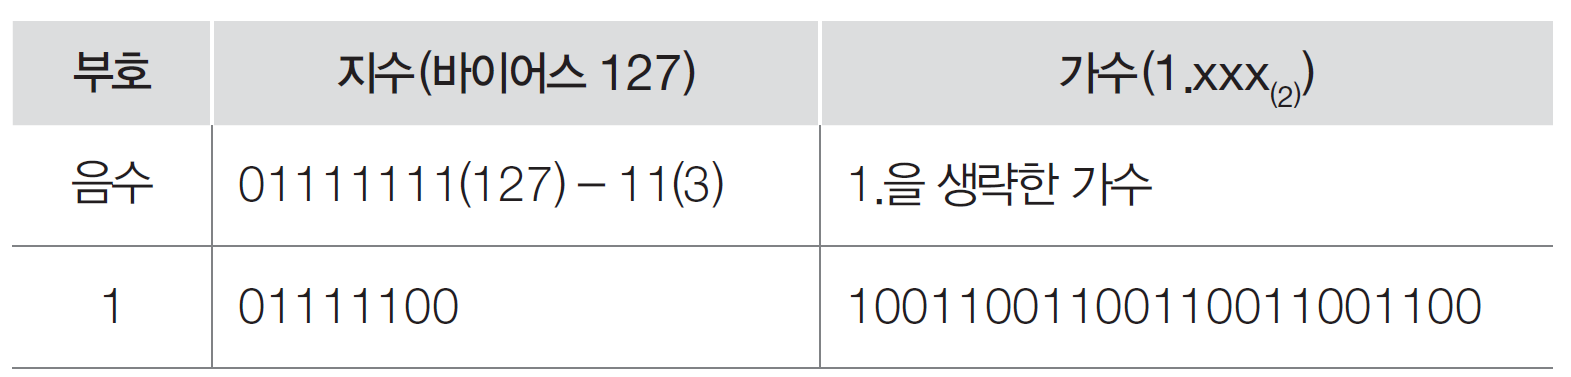 부호 지수(바이어스 127) 가수(1.xxx(2))
음수 01111111(127) – 11(3) 1.을 생략한 가수
1 01111100 10011001100110011001100